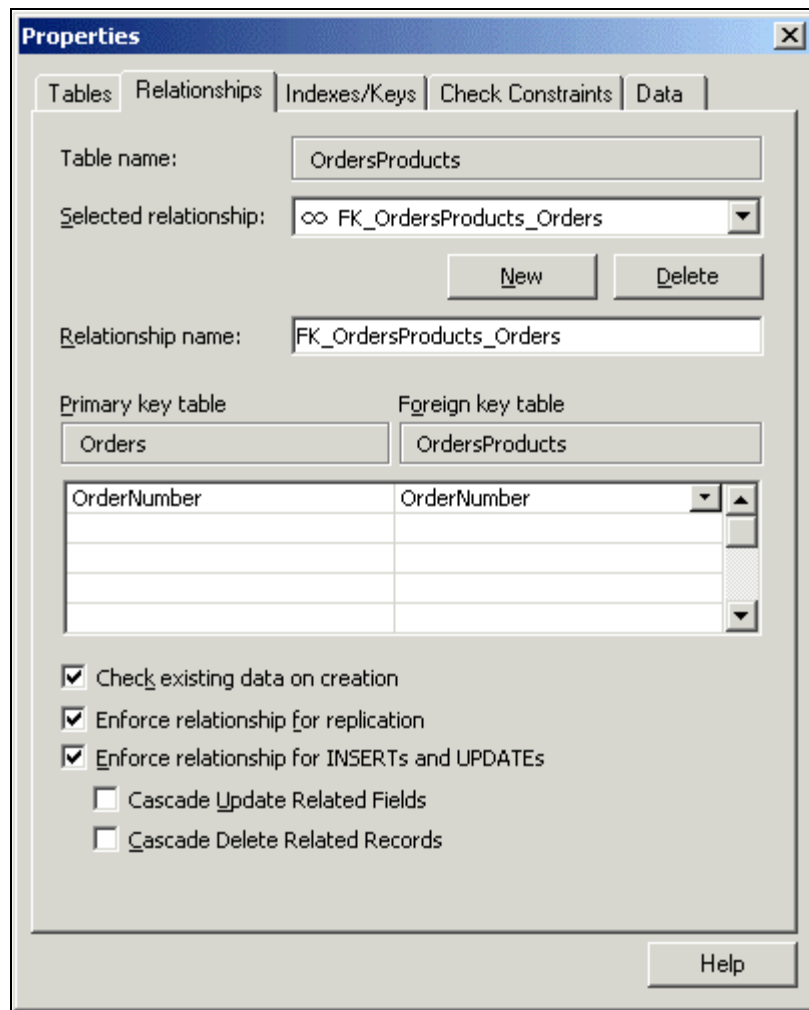 Properties
Tables Relationships Indexes/Keys Check Constraints Data
Table name: OrdersProducts
Selected relationship: ∞ FK_OrdersProducts_Orders
New Delete
Relationship name: FK_OrdersProducts_Orders
Primary key table Foreign key table
Orders OrdersProducts
OrderNumber OrderNumber
Check existing data on creation
Enforce relationship for replication
Enforce relationship for INSERTs and UPDATEs
Cascade Update Related Fields
Cascade Delete Related Records
Help